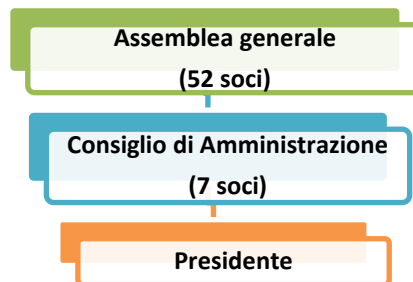 Assemblea generale
(52 soci)
Consiglio di Amministrazione
(7 soci)
Presidente